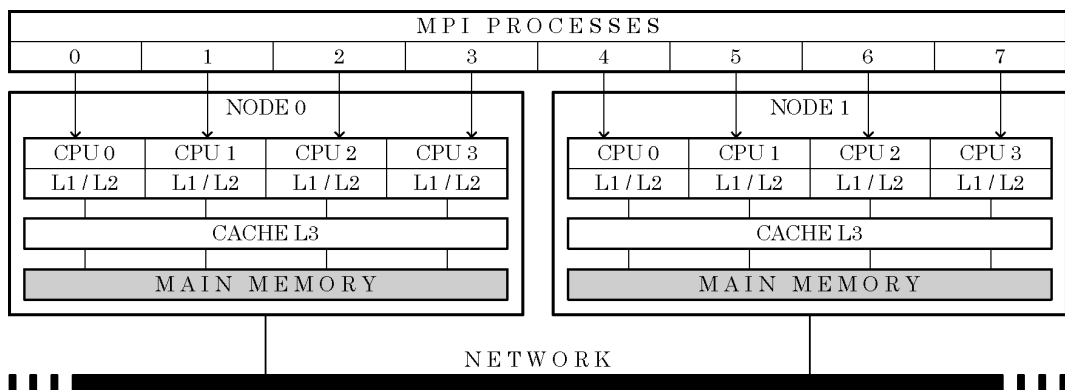 MPI PROCESSES
0 1 2 3 4 5 6 7
NODE 0 NODE 1
CPU 0 CPU 1 CPU 2 CPU 3 CPU 0 CPU 1 CPU 2 CPU 3
L1 / L2 L1 / L2 L1 / L2 L1 / L2 L1 / L2 L1 / L2 L1 / L2 L1 / L2
CACHE L3 CACHE L3
MAIN MEMORY MAIN MEMORY
NETWORK